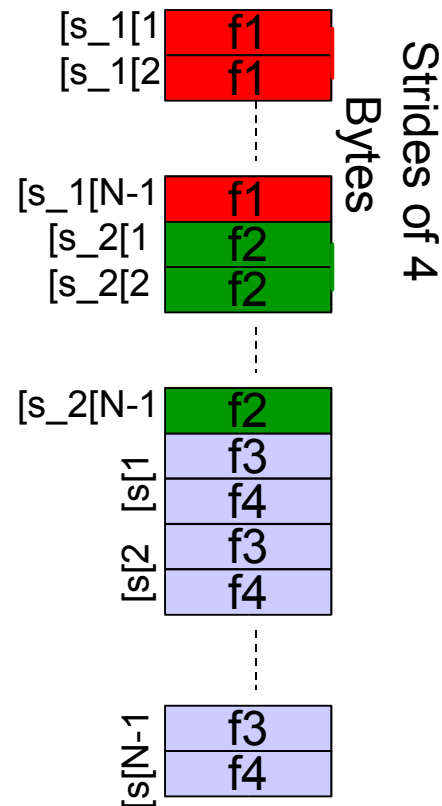 [s_1[1 f1
[s_1[2 f1
Strides of 4
Bytes
[s_1[N-1 f1
[s_2[1 f2
[s_2[2 f2
[s_2[N-1 f2
[s[1 f3
f4
[s[2 f3
f4
[s[N-1 f3
f4